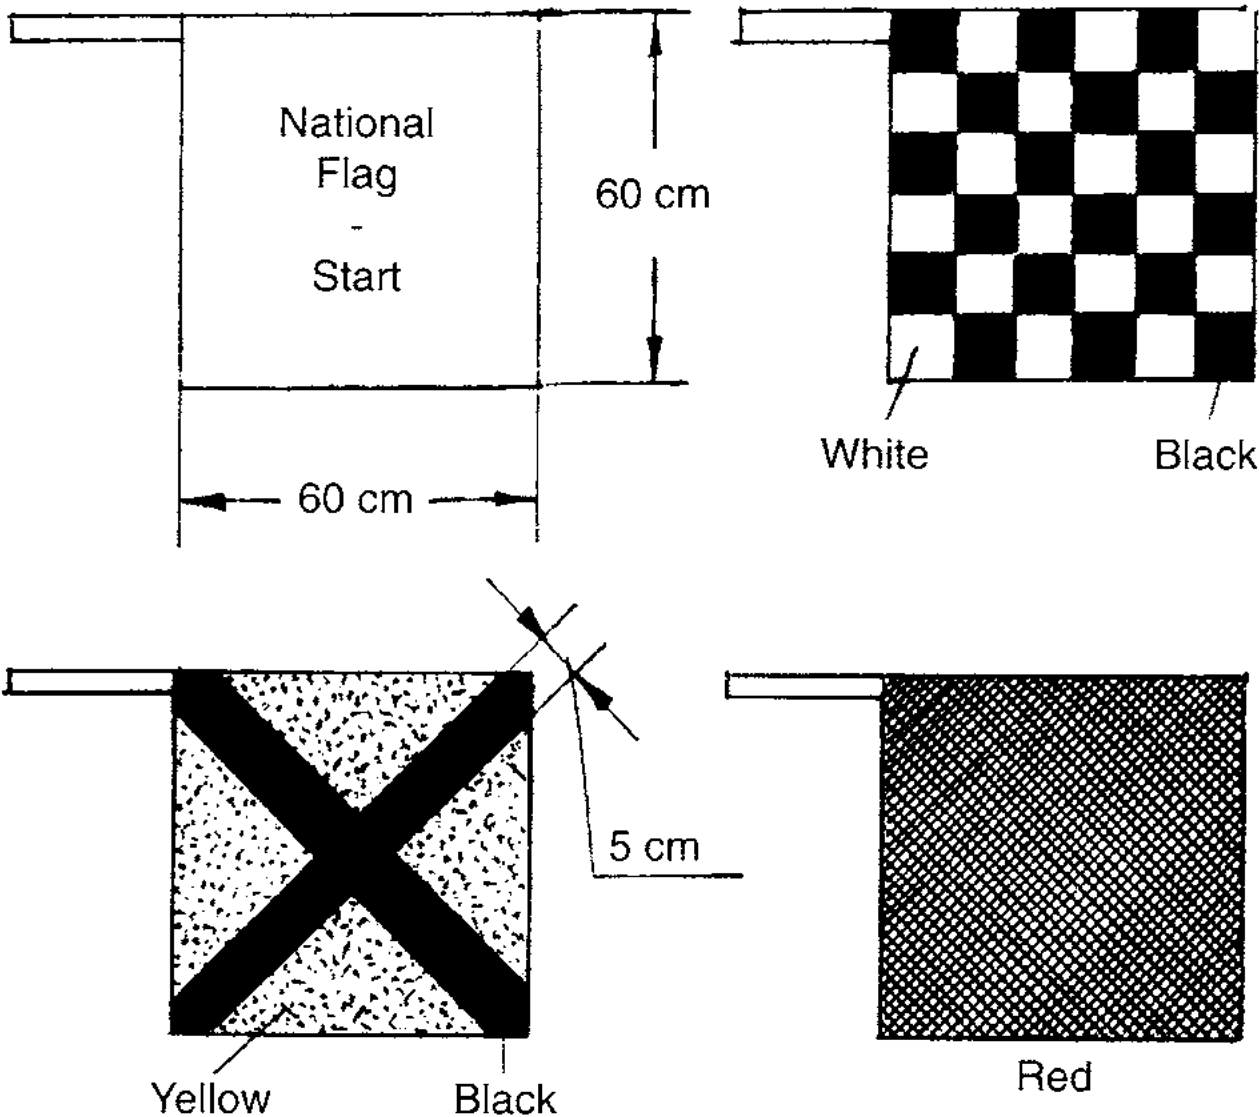 National
Flag
-
Start
60 cm
60 cm
White
Black
5 cm
Yellow
Black
Red